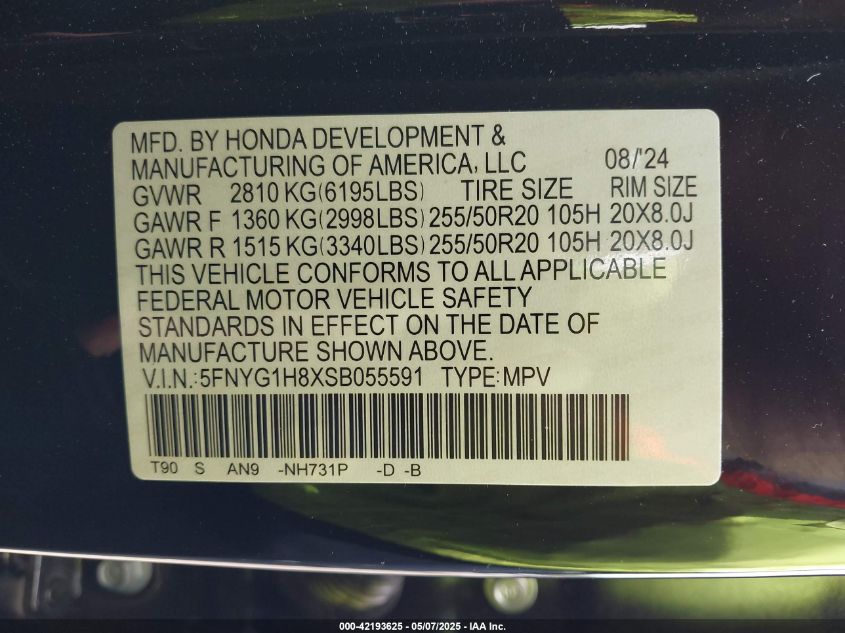 MFD. BY HONDA DEVELOPMENT &
MANUFACTURING OF AMERICA, LLC 08/'24
GVWR 2810 KG(6195LBS) TIRE SIZE RIM SIZE
GAWR F 1360 KG(2998LBS) 255/50R20 105H 20X8.0J
GAWR R 1515 KG(3340LBS) 255/50R20 105H 20X8.0J
THIS VEHICLE CONFORMS TO ALL APPLICABLE
FEDERAL MOTOR VEHICLE SAFETY
STANDARDS IN EFFECT ON THE DATE OF
MANUFACTURE SHOWN ABOVE.
V.I.N.:5FNYG1H8XSB055591 TYPE:MPV
T90 S AN9 -NH731P -D -B
000-42193625 - 05/07/2025 - IAA Inc.